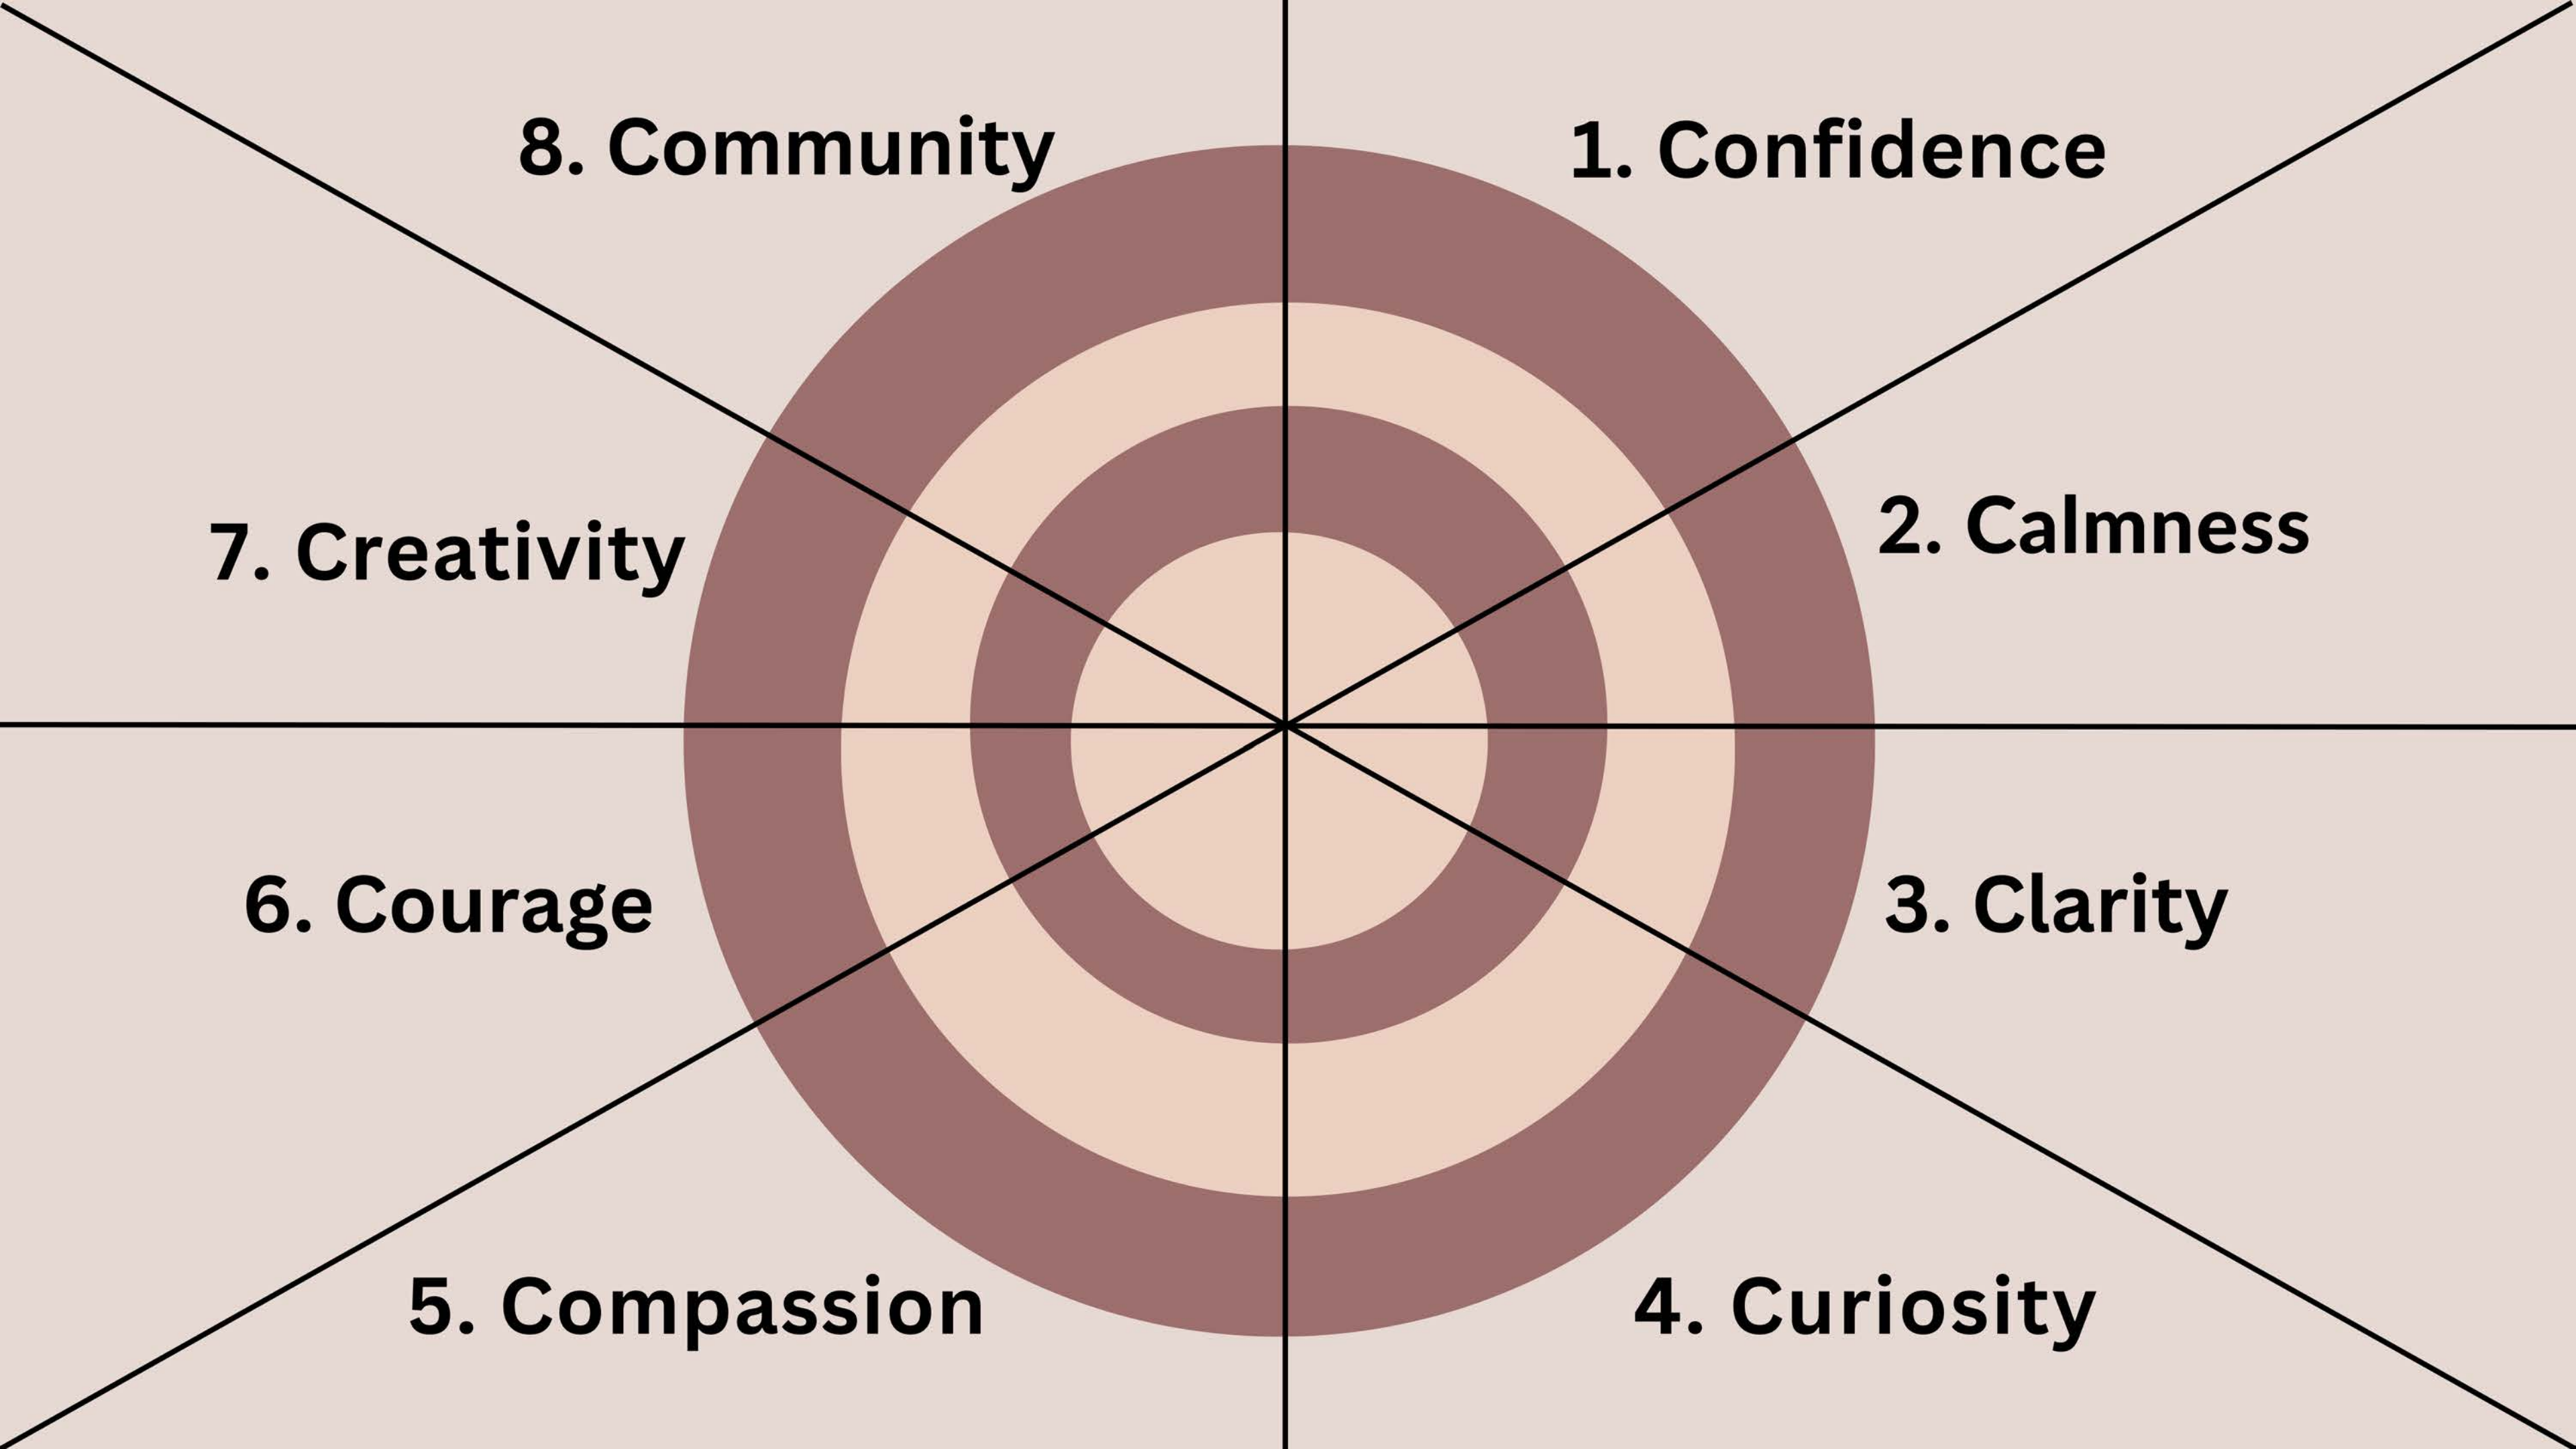 1. Confidence
2. Calmness
3. Clarity
4. Curiosity
5. Compassion
6. Courage
7. Creativity
8. Community